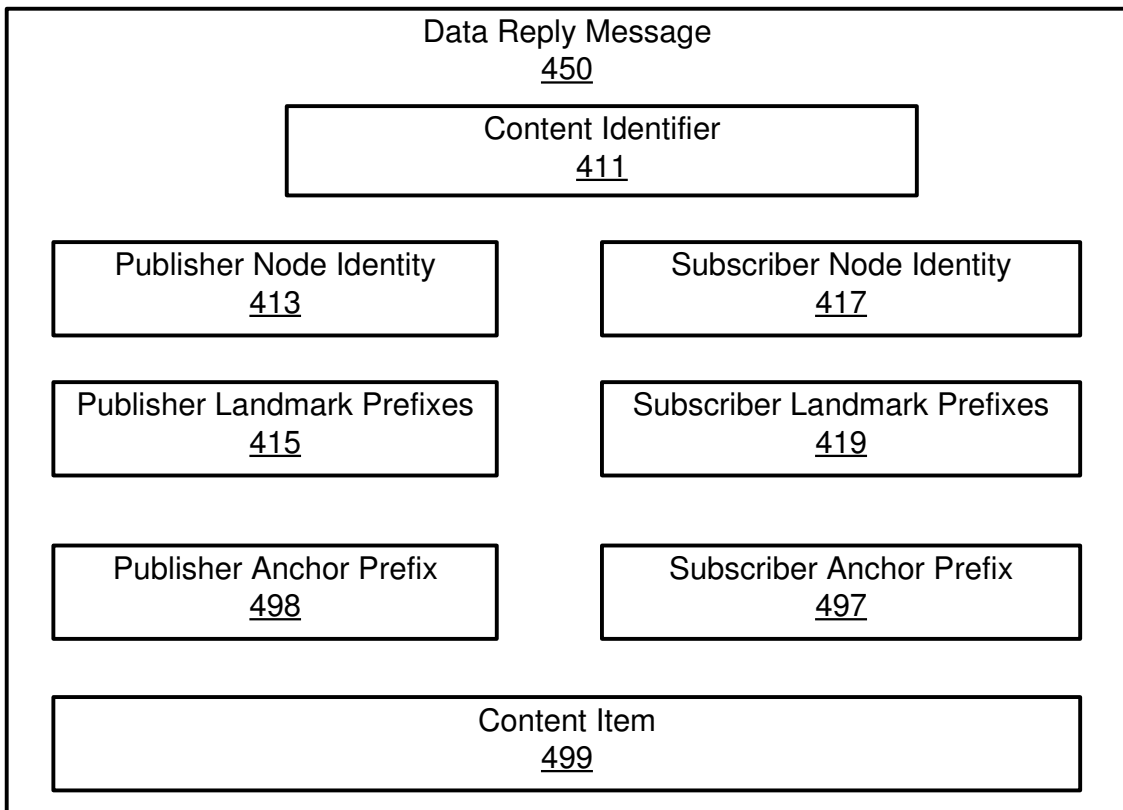 Data Reply Message
450
Content Identifier
411
Publisher Node Identity
413
Subscriber Node Identity
417
Publisher Landmark Prefixes
415
Subscriber Landmark Prefixes
419
Publisher Anchor Prefix
498
Subscriber Anchor Prefix
497
Content Item
499